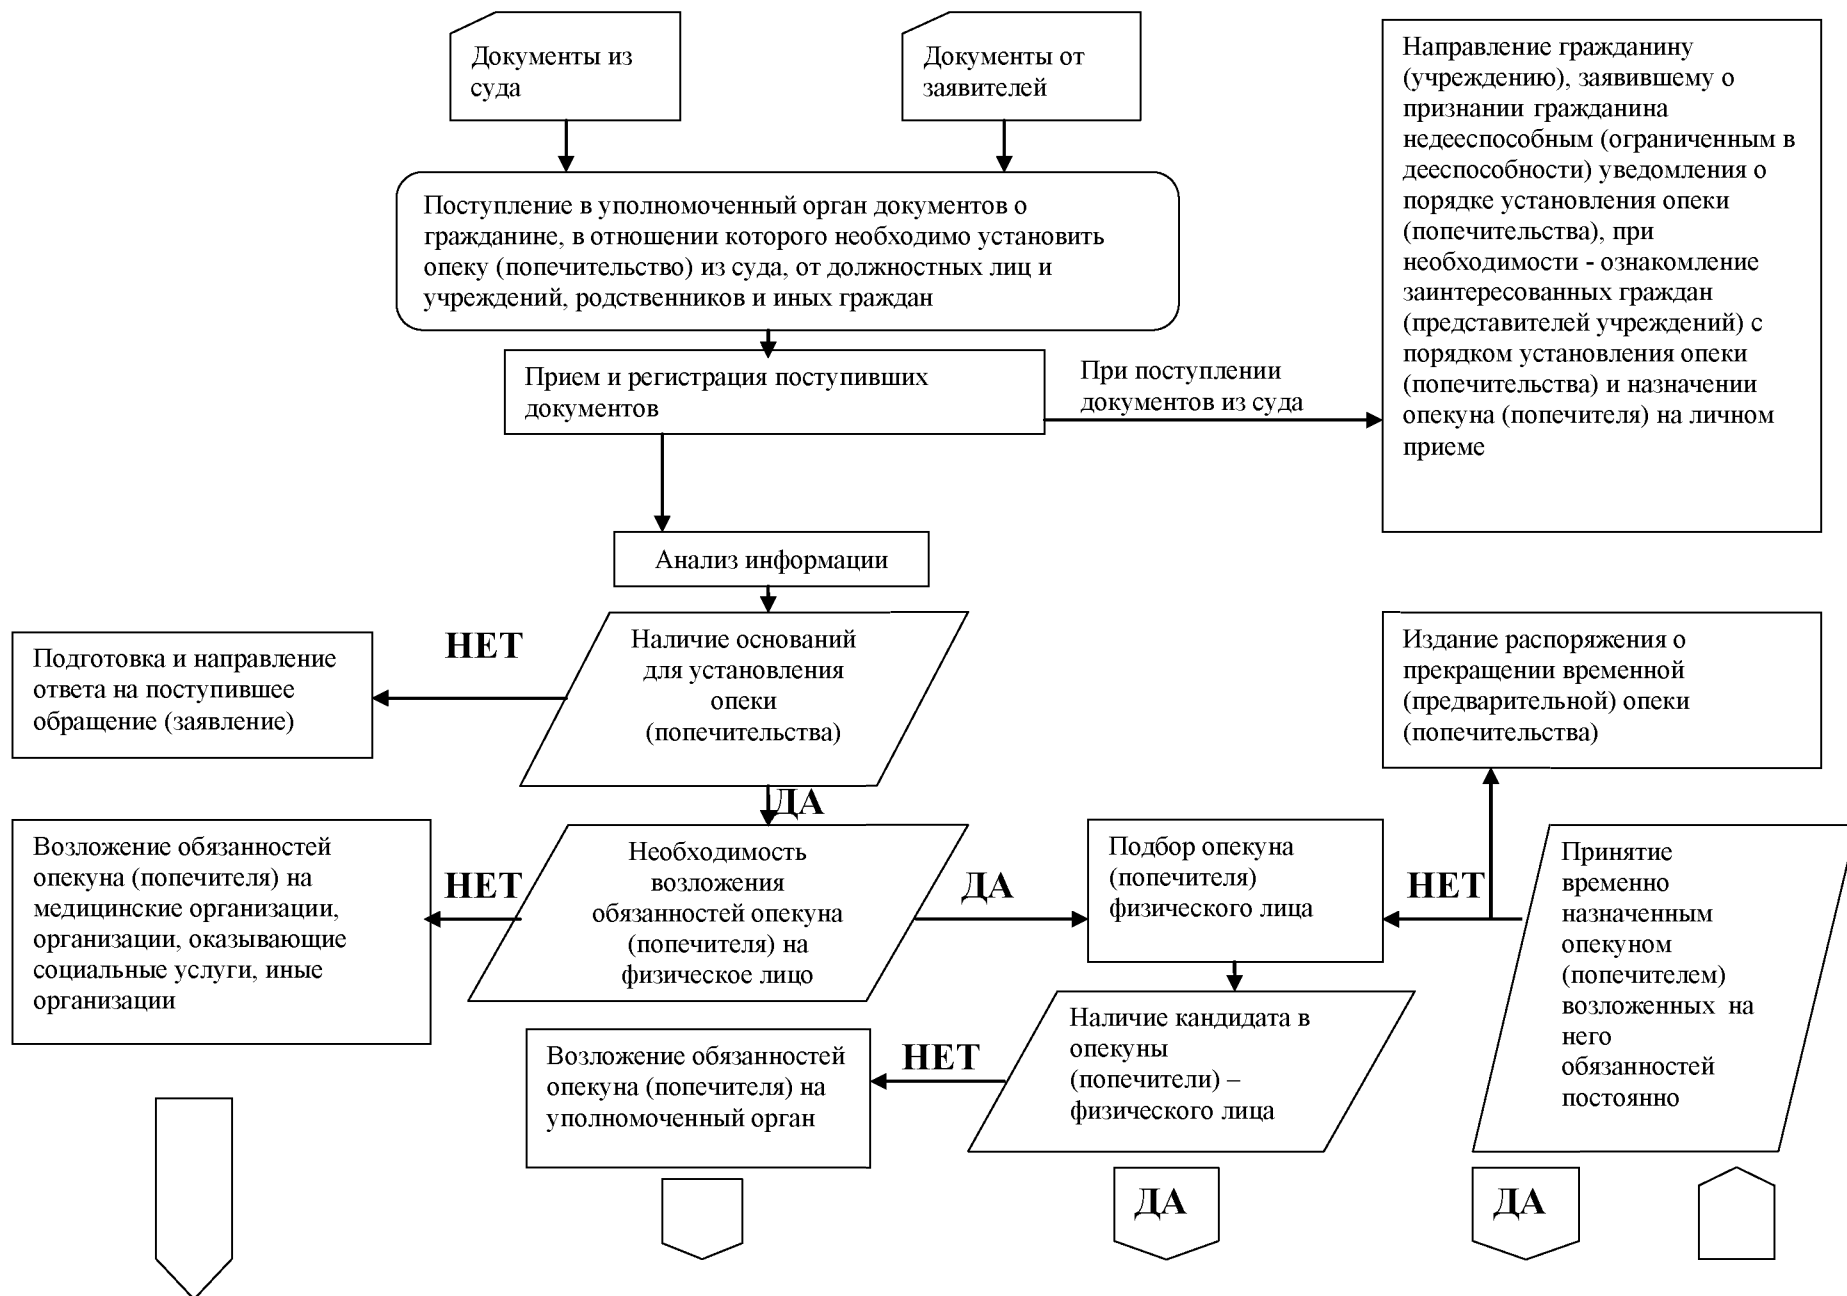 Документы из
суда
Документы от
заявителей
Направление гражданину
(учреждению), заявившему о
признании гражданина
недееспособным (ограниченным в
дееспособности) уведомления о
порядке установления опеки
(попечительства), при
необходимости - ознакомление
заинтересованных граждан
(представителей учреждений) с
порядком установления опеки
(попечительства) и назначении
опекуна (попечителя) на личном
приеме
Поступление в уполномоченный орган документов о
гражданине, в отношении которого необходимо установить
опеку (попечительство) из суда, от должностных лиц и
учреждений, родственников и иных граждан
Прием и регистрация поступивших
документов
При поступлении
документов из суда
Анализ информации
Наличие оснований
для установления
опеки
(попечительства)
НЕТ
Подготовка и направление
ответа на поступившее
обращение (заявление)
Издание распоряжения о
прекращении временной
(предварительной) опеки
(попечительства)
ДА
Возложение обязанностей
опекуна (попечителя) на
медицинские организации,
организации, оказывающие
социальные услуги, иные
организации
НЕТ
Необходимость
возложения
обязанностей опекуна
(попечителя) на
физическое лицо
ДА
Подбор опекуна
(попечителя)
физического лица
НЕТ
Принятие
временно
назначенным
опекуном
(попечителем)
возложенных на
него
обязанностей
постоянно
Возложение обязанностей
опекуна (попечителя) на
уполномоченный орган
НЕТ
Наличие кандидата в
опекуны
(попечители) –
физического лица
ДА
ДА